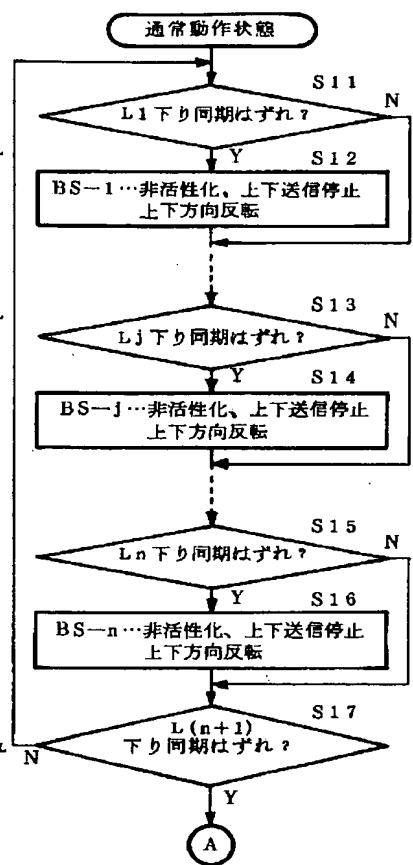 通常動作状態
S11
L1下り同期はずれ?
N
Y
S12
BS—1…非活性化、上下送信停止
上下方向反転
S13
Lj下り同期はずれ?
N
Y
S14
BS—j…非活性化、上下送信停止
上下方向反転
S15
Ln下り同期はずれ?
N
Y
S16
BS—n…非活性化、上下送信停止
上下方向反転
S17
L(n+1)
下り同期はずれ?
N
Y
A